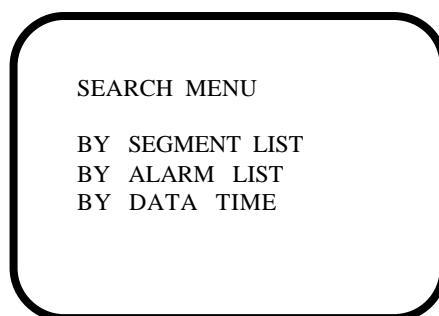 SEARCH MENU
BY SEGMENT LIST
BY ALARM LIST
BY DATA TIME